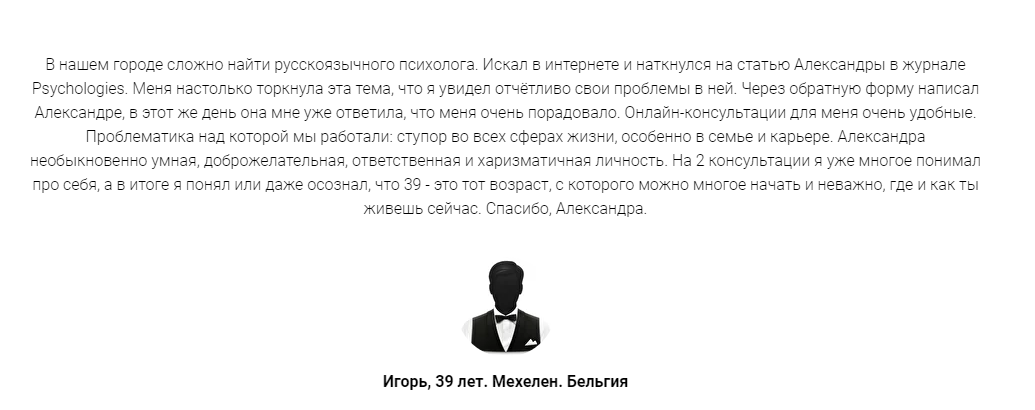 В нашем городе сложно найти русскоязычного психолога. Искал в интернете и наткнулся на статью Александры в журнале
Psychologies. Меня настолько торкнула эта тема, что я увидел отчётливо свои проблемы в ней. Через обратную форму написал
Александре, в этот же день она мне уже ответила, что меня очень порадовало. Онлайн-консультации для меня очень удобные.
Проблематика над которой мы работали: ступор во всех сферах жизни, особенно в семье и карьере. Александра
необыкновенно умная, доброжелательная, ответственная и харизматичная личность. На 2 консультации я уже многое понимал
про себя, а в итоге я понял или даже осознал, что 39 - это тот возраст, с которого можно многое начать и неважно, где и как ты
живешь сейчас. Спасибо, Александра.
Игорь, 39 лет. Мехелен. Бельгия